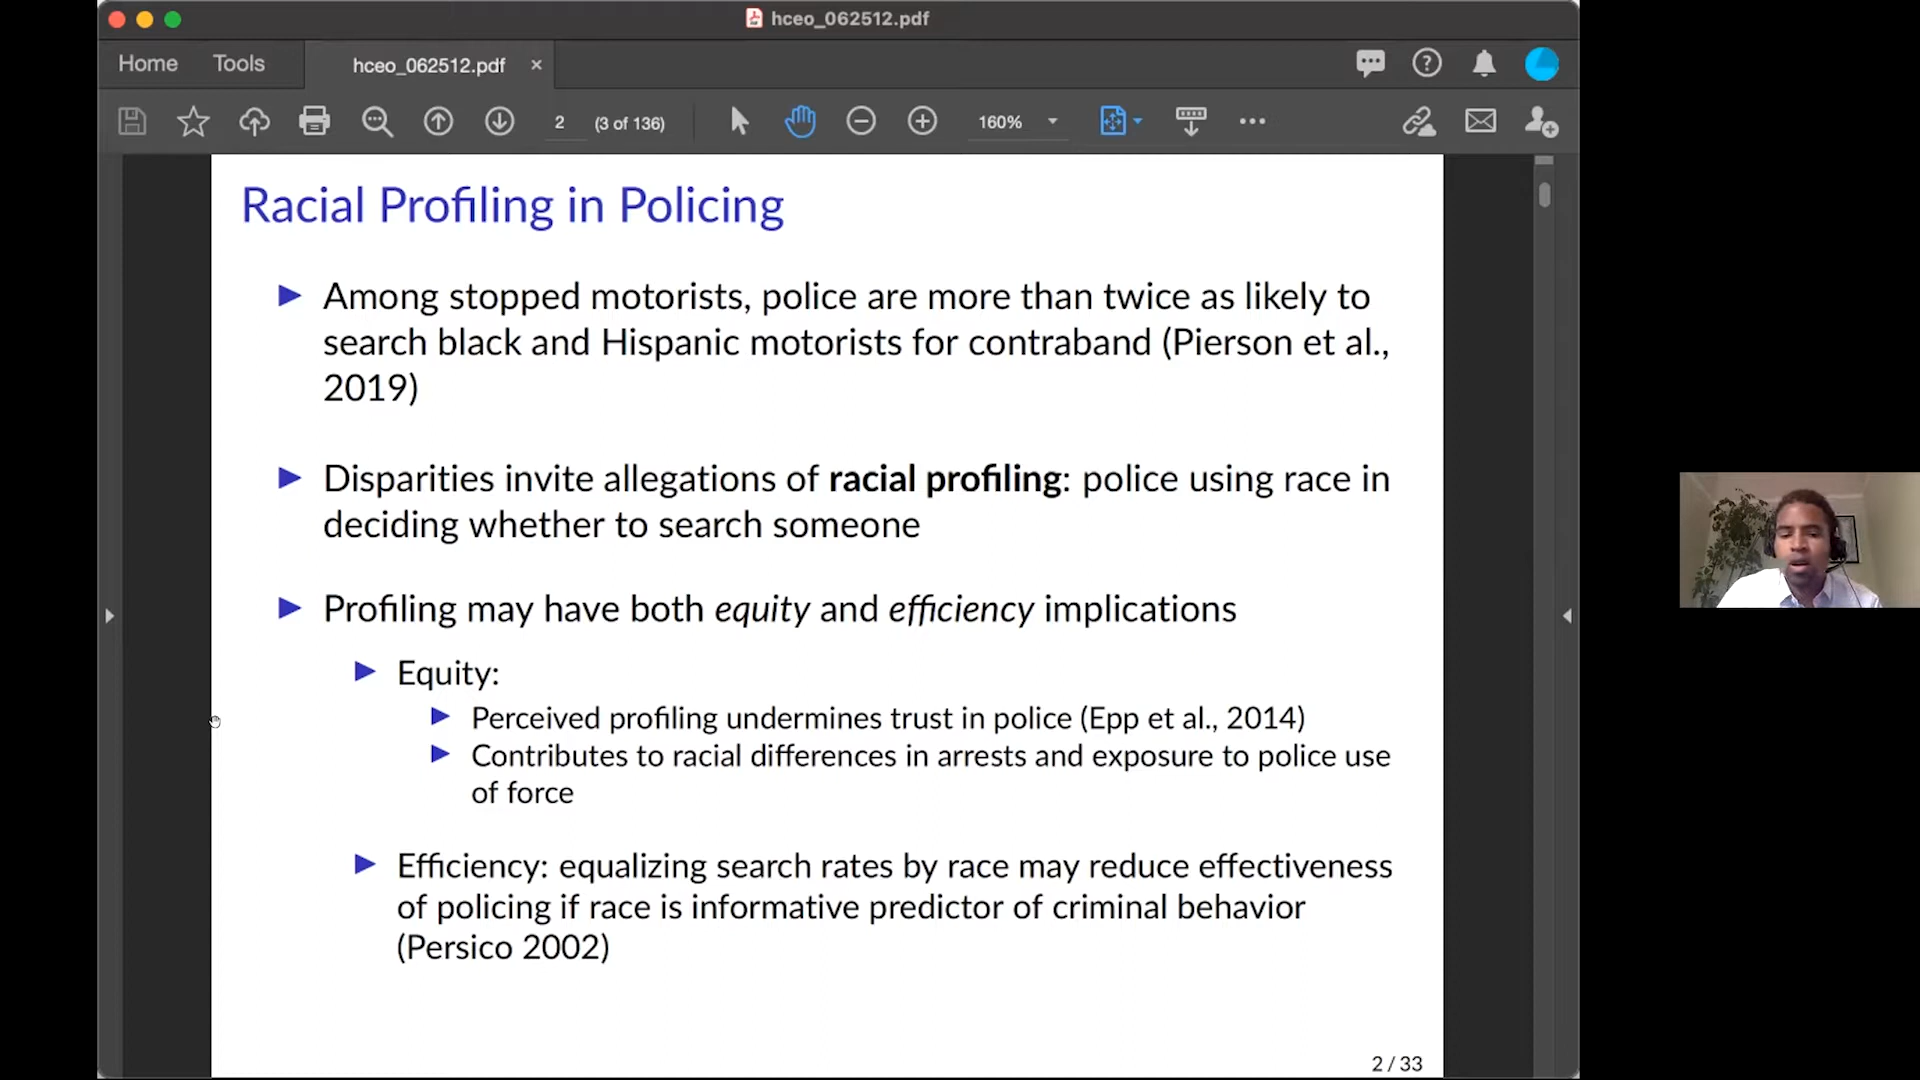 hceo_062512.pdf
Home Tools hceo_062512.pdf ×
2 (3 of 136) 160%
Racial Profiling in Policing
Among stopped motorists, police are more than twice as likely to
search black and Hispanic motorists for contraband (Pierson et al.,
2019)
Disparities invite allegations of racial profiling: police using race in
deciding whether to search someone
Profiling may have both equity and efficiency implications
Equity:
Perceived profiling undermines trust in police (Epp et al., 2014)
Contributes to racial differences in arrests and exposure to police use
of force
Efficiency: equalizing search rates by race may reduce effectiveness
of policing if race is informative predictor of criminal behavior
(Persico 2002)
2 / 33